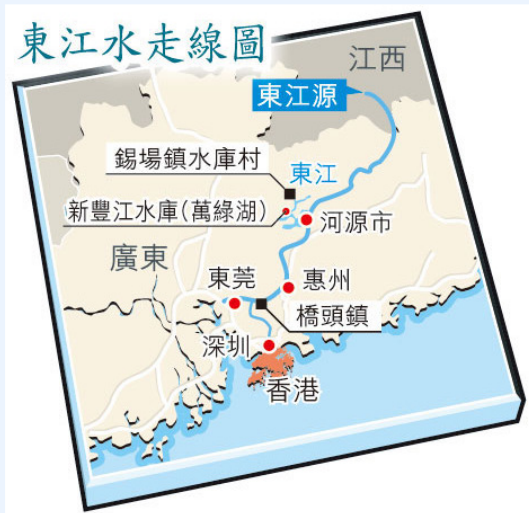 東江水走線圖
江西
東江源
錫場鎮水庫村
東江
新豐江水庫(萬綠湖)
河源市
廣東
東莞
惠州
橋頭鎮
深圳
香港